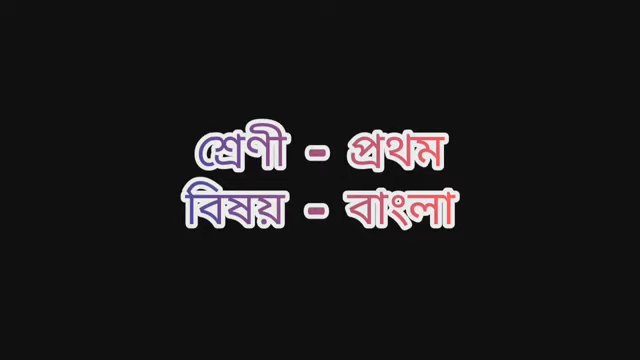 শ্রেণী - প্রথম
বিষয় - বাংলা